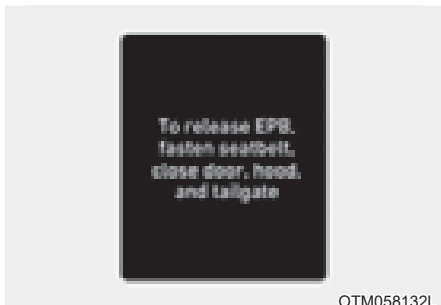 To release EPB,
fasten seatbelt,
close door, hood,
and tailgate
OTM058132L